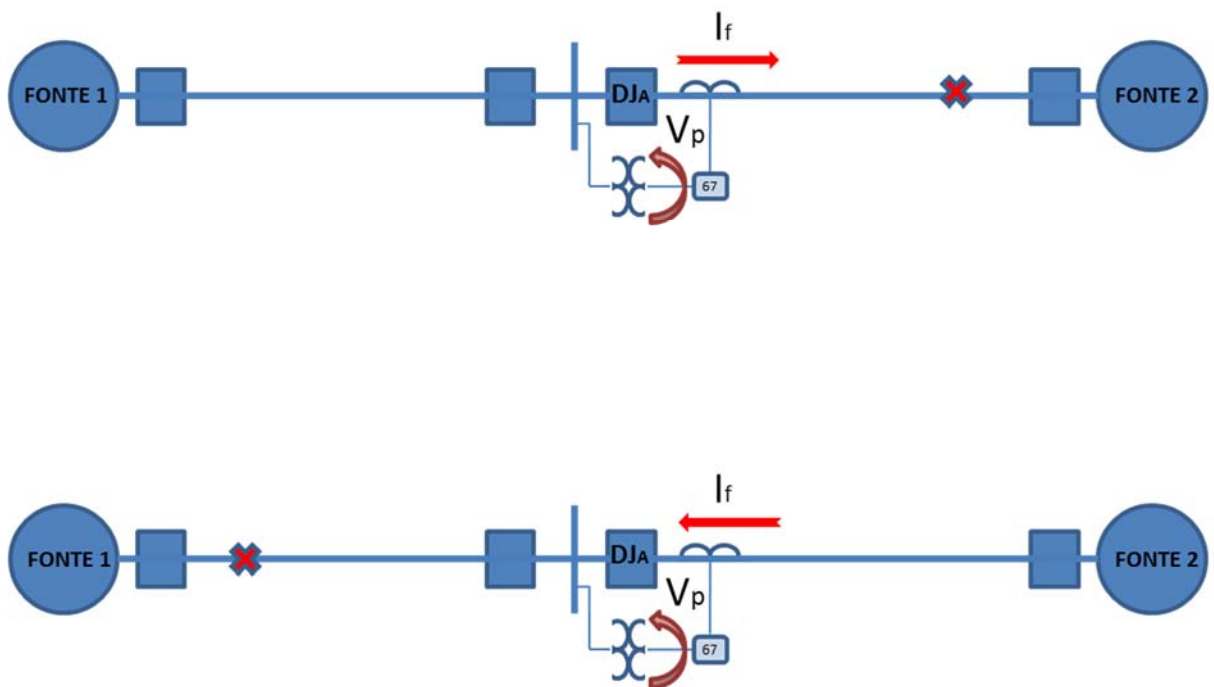 If
FONTE 1
DJA
FONTE 2
Vp
67
If
FONTE 1
DJA
FONTE 2
Vp
67